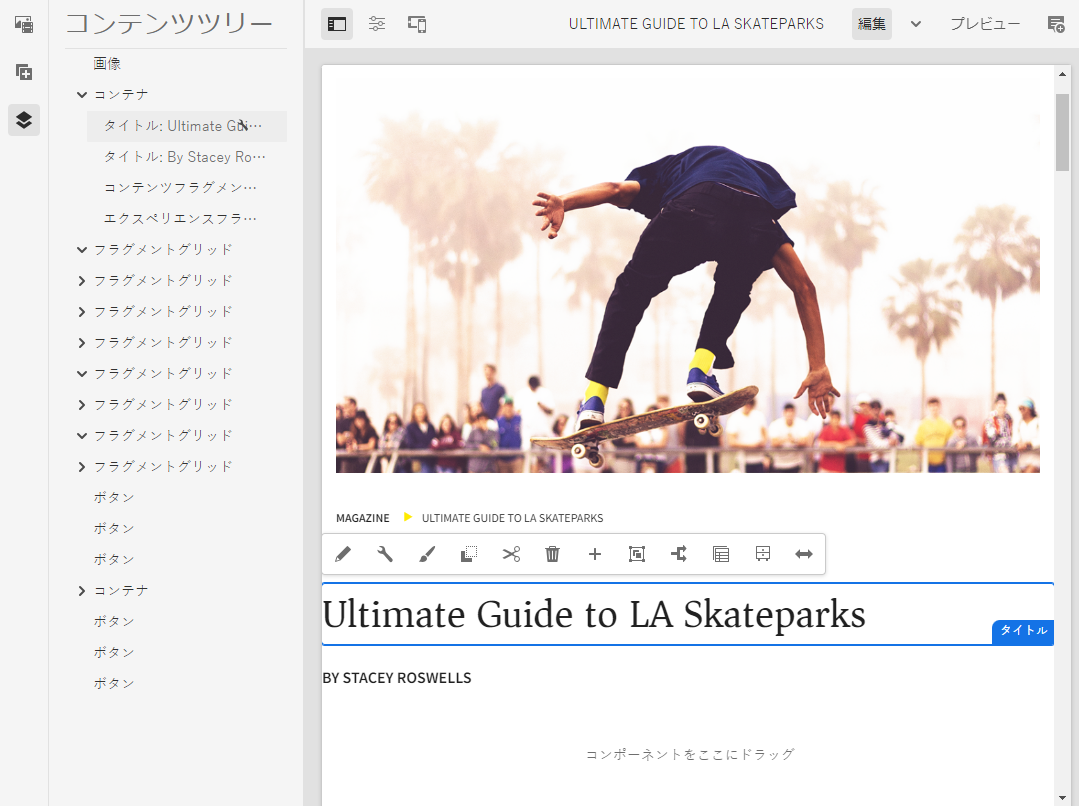 コンテンツツリー
ULTIMATE GUIDE TO LA SKATEPARKS
編集
プレビュー
画像
コンテナ
タイトル: Ultimate Gui…
タイトル: By Stacey Ro…
コンテンツフラグメン…
エクスペリエンスフラ…
フラグメントグリッド
フラグメントグリッド
フラグメントグリッド
フラグメントグリッド
フラグメントグリッド
フラグメントグリッド
フラグメントグリッド
フラグメントグリッド
ボタン
ボタン
ボタン
コンテナ
ボタン
ボタン
ボタン
MAGAZINE ULTIMATE GUIDE TO LA SKATEPARKS
Ultimate Guide to LA Skateparks
タイトル
BY STACEY ROSWELLS
コンポーネントをここにドラッグ